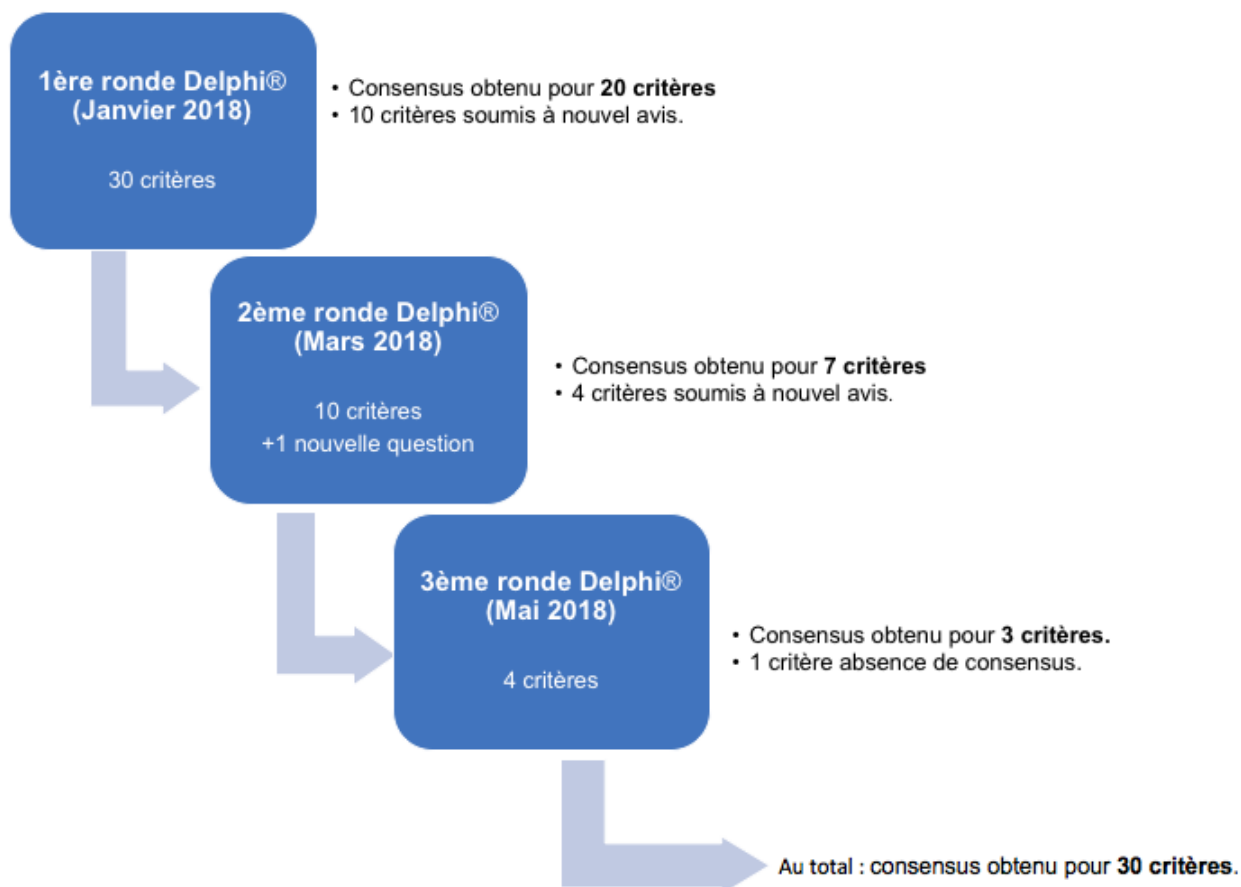 1ère ronde Delphi®
(Janvier 2018)
30 critères
• Consensus obtenu pour 20 critères
• 10 critères soumis à nouvel avis.
2ème ronde Delphi®
(Mars 2018)
10 critères
+1 nouvelle question
• Consensus obtenu pour 7 critères
• 4 critères soumis à nouvel avis.
3ème ronde Delphi®
(Mai 2018)
4 critères
• Consensus obtenu pour 3 critères.
• 1 critère absence de consensus.
Au total : consensus obtenu pour 30 critères.